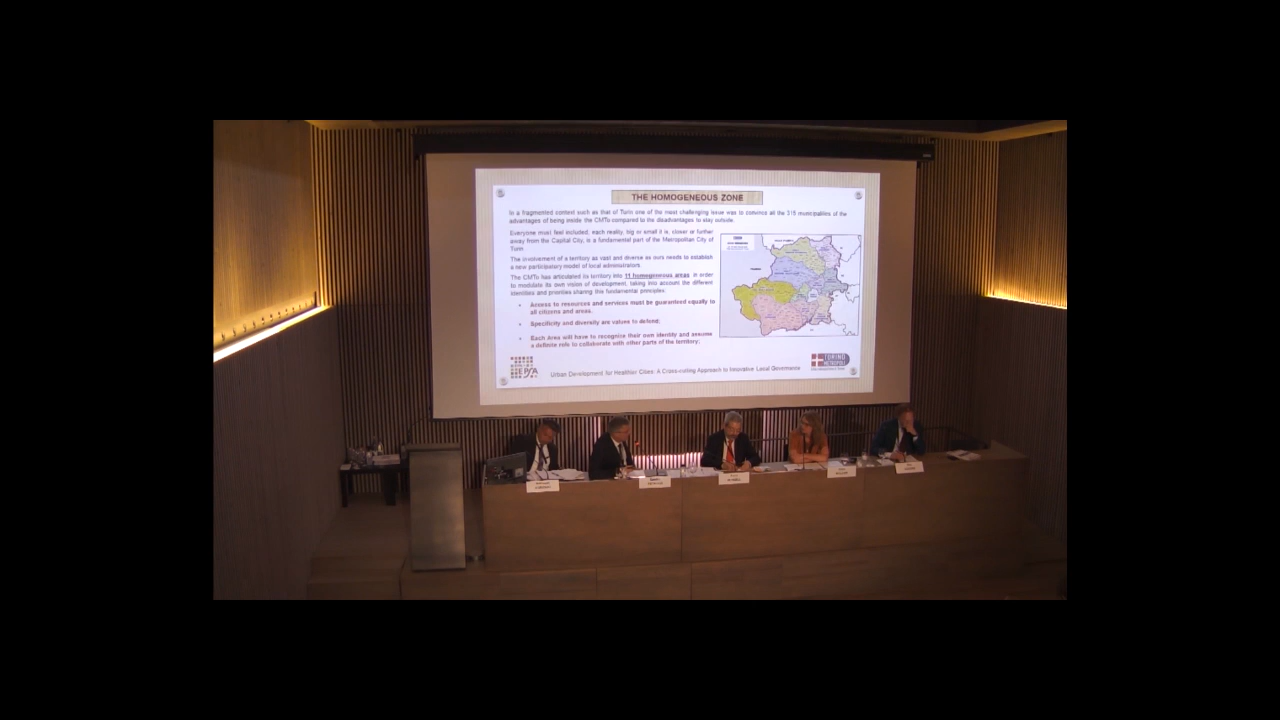 THE HOMOGENEOUS ZONE
In a fragmented context such as that of Turin one of the most challenging issue was to convince all the 315 municipalities of the
advantages of being inside the CMTo compared to the disadvantages to stay outside.
Everyone must feel included, each reality, big or small it is, closer or further
away from the Capital City, is a fundamental part of the Metropolitan City of
Turin
The involvement of a territory as vast and diverse as ours needs to establish
a new participatory model of local administrators.
The CMTo has articulated its territory into 11 homogeneous areas in order
to modulate its own vision of development, taking into account the different
identities and priorities sharing this fundamental principles:
• Access to resources and services must be guaranteed equally to
all citizens and areas.
• Specificity and diversity are values to defend;
• Each Area will have to recognize their own identity and assume
a definite role to collaborate with other parts of the territory;
EPSA
Urban Development for Healthier Cities: A Cross-cutting Approach to Innovative Local Governance
TORINO
METROPOLI